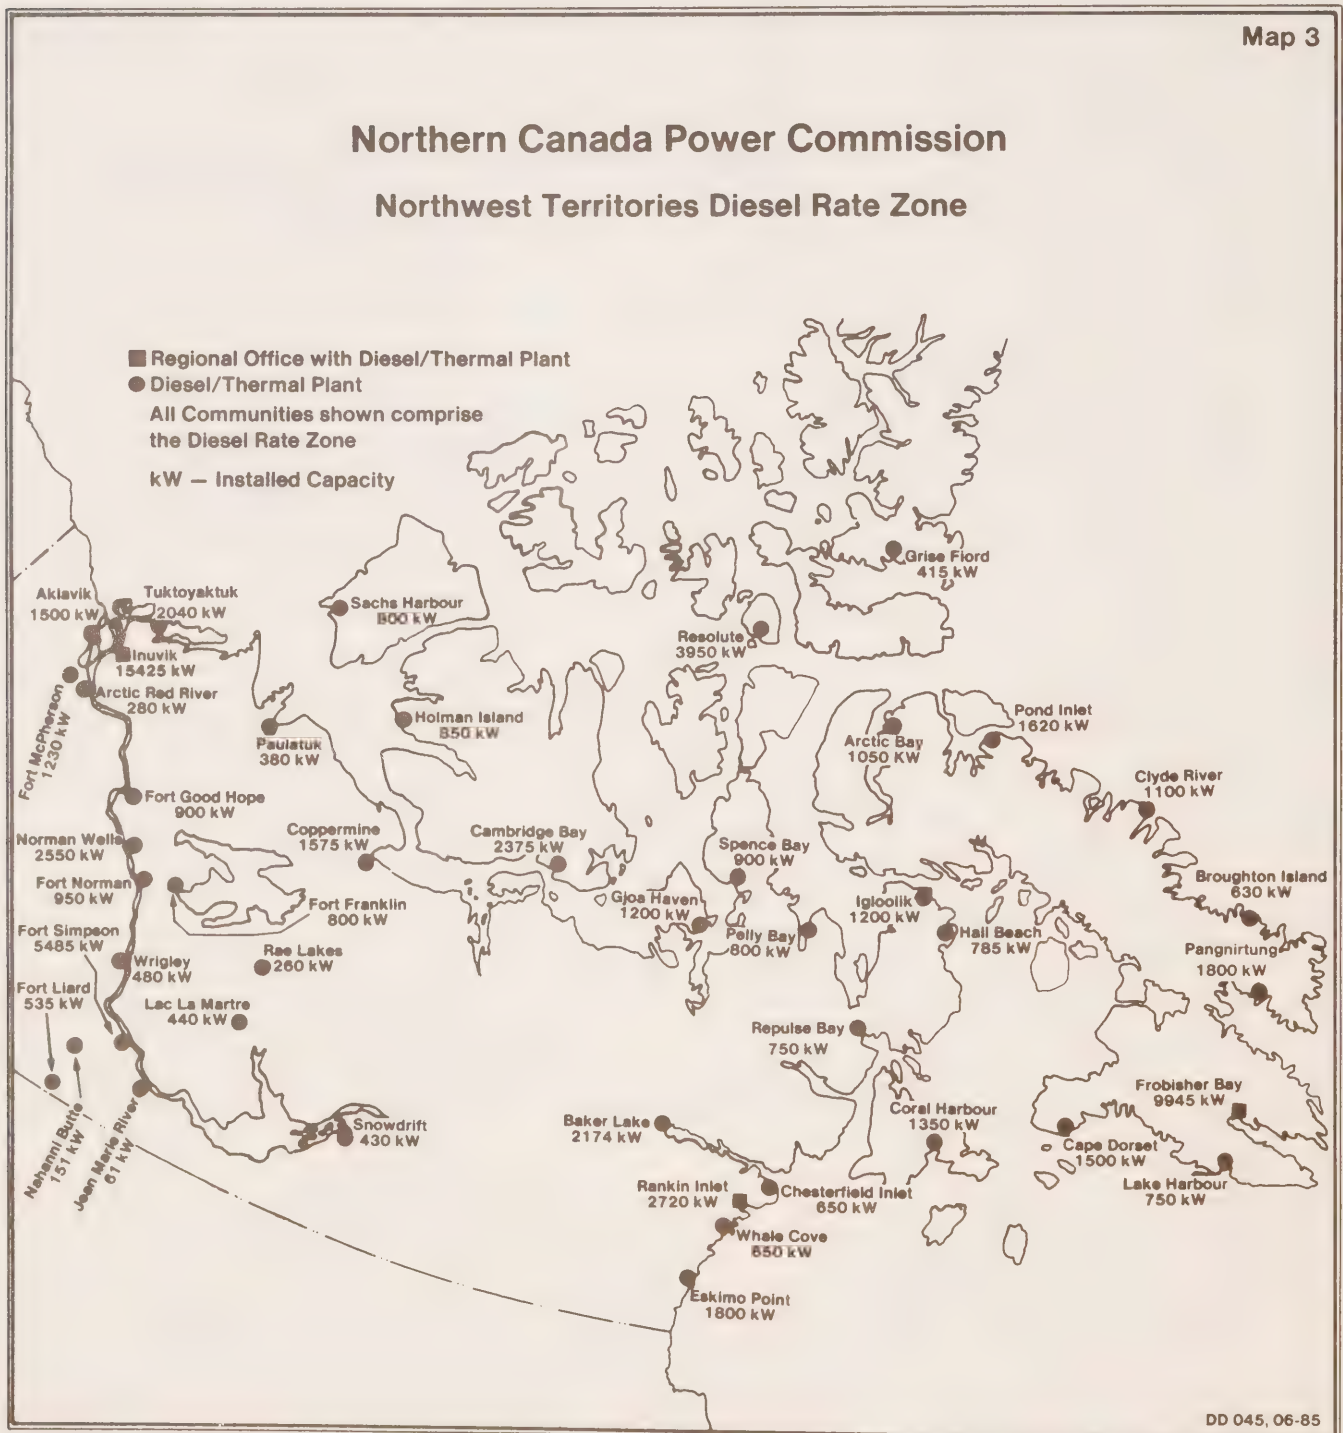 Map 3
Northern Canada Power Commission
Northwest Territories Diesel Rate Zone
Regional Office with Diesel/Thermal Plant
Diesel/Thermal Plant
All Communities shown comprise
the Diesel Rate Zone
kW — Installed Capacity
Grise Fiord
415 kW
Aklavik
1500 kW
Tuktoyaktuk
2040 kW
Sachs Harbour
kW
Resolute
3950 kW
Inuvik
15425 kW
Arctic Red River
280 kW
Fort McPherson
1230 kW
Paulatuk
380 kW
Holman Island
kW
Arctic Bay
1050 KW
Pond Inlet
1620 kW
Clyde River
1100 kW
Fort Good Hope
900 kW
Norman Wells
2550 kW
Coppermine
1575 kW
Cambridge Bay
2375 kW
Spence Bay
900 kW
Fort Norman
950 kW
Fort Franklin
800 kW
Gjoa Haven
1200 kW
Pelly Bay
800 kW
Igloolik
1200 kW
Hall Beach
785 kW
Broughton Island
630 kW
Pangnirtung
1800 kW
Fort Simpson
5485 kW
Wrigley
480 kW
Rae Lakes
260 kW
Fort Liard
535 kW
Lac La Martre
440 kW
Repulse Bay
750 kW
Nahanni Butte
151 kW
Jean Marie River
61 kW
Snowdrift
430 kW
Baker Lake
2174 kW
Coral Harbour
1350 kW
Frobisher Bay
9945 kW
Cape Dorset
1500 kW
Lake Harbour
750 kW
Rankin Inlet
2720 kW
Chesterfield Inlet
650 kW
Whale Cove
650 kW
Eskimo Point
1800 kW
DD 045, 06-85